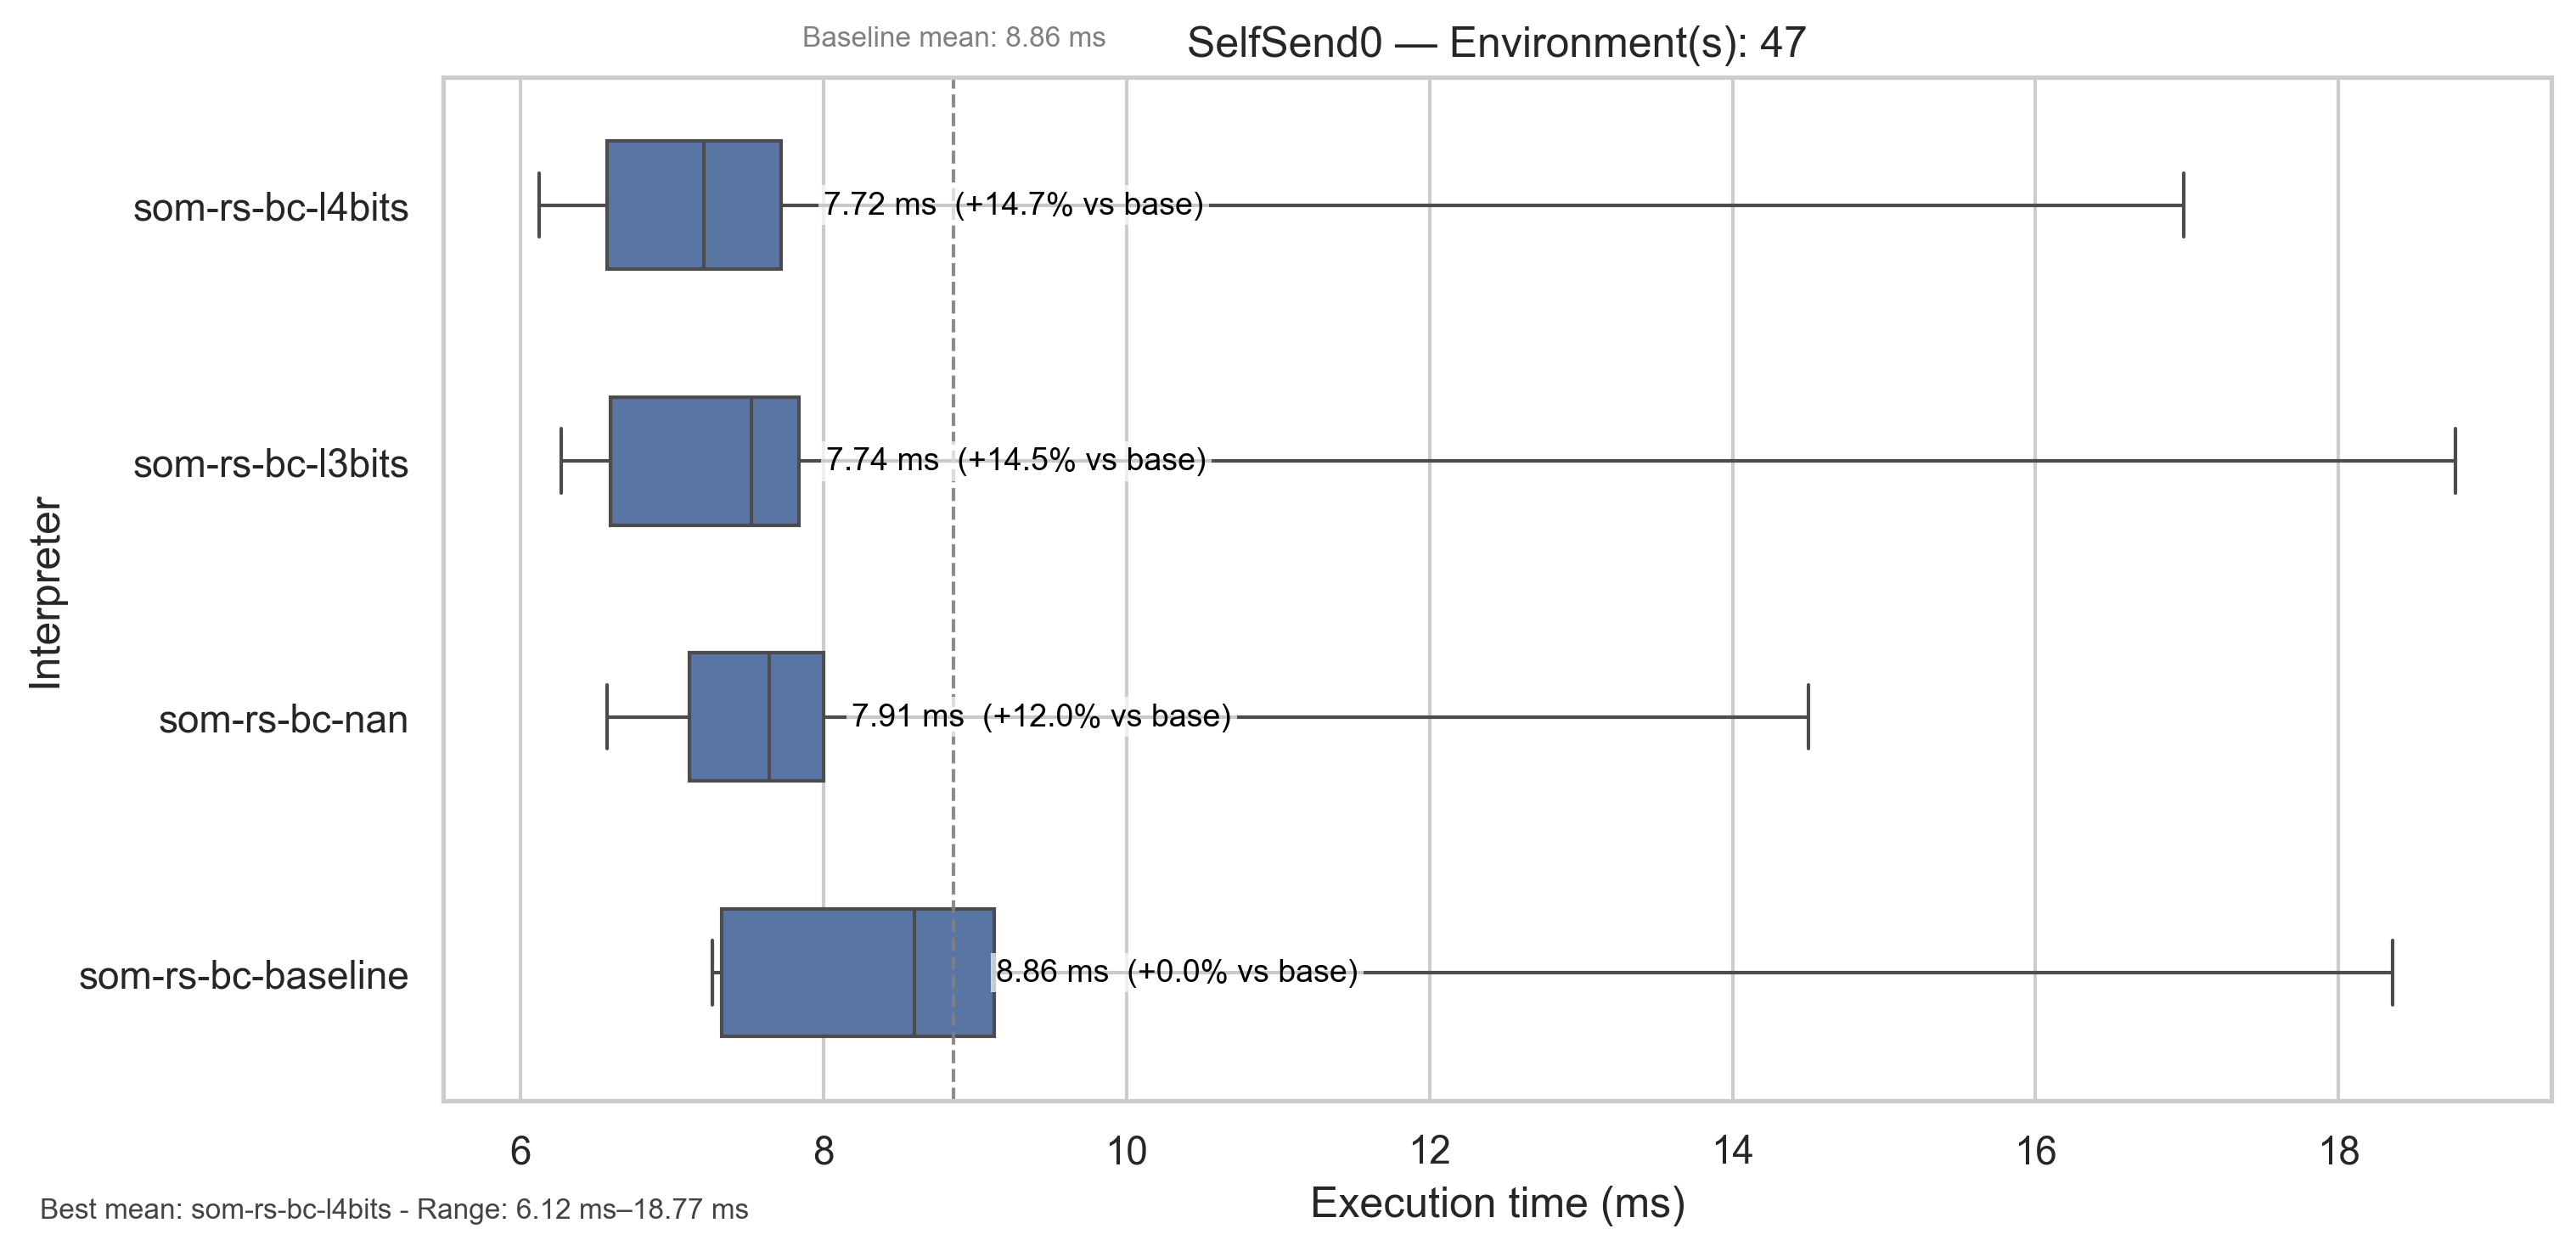 Baseline mean: 8.86 ms
SelfSend0 — Environment(s): 47
som-rs-bc-l4bits
7.72 ms  (+14.7% vs base)
som-rs-bc-l3bits
7.74 ms  (+14.5% vs base)
som-rs-bc-nan
7.91 ms  (+12.0% vs base)
som-rs-bc-baseline
8.86 ms  (+0.0% vs base)
Interpreter
6 8 10 12 14 16 18
Execution time (ms)
Best mean: som-rs-bc-l4bits - Range: 6.12 ms–18.77 ms